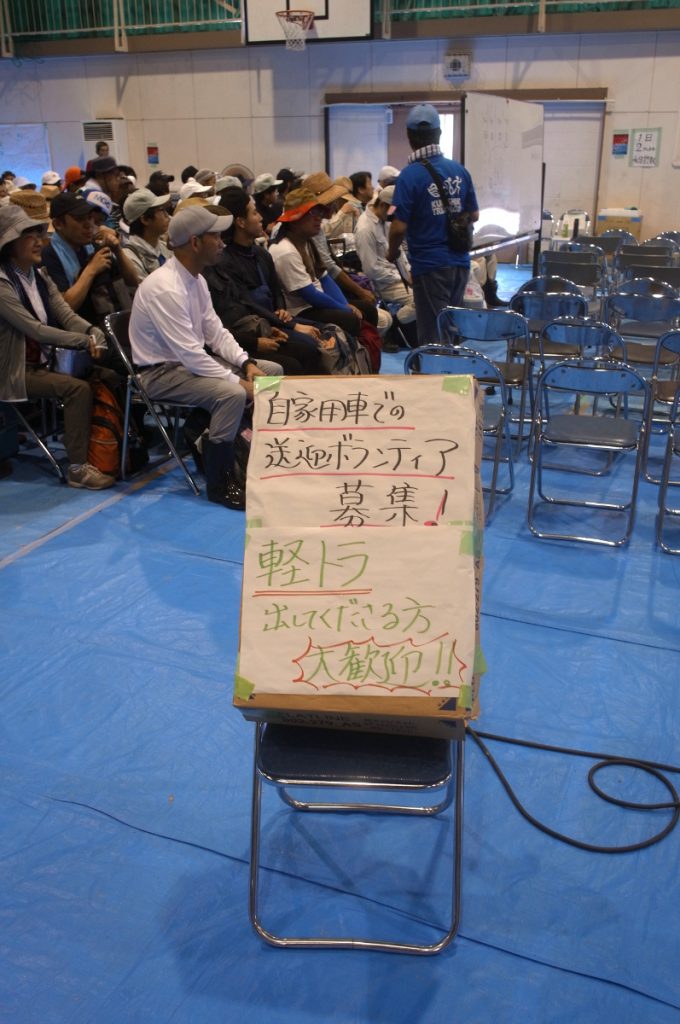 自家用車での
送迎ボランティア
募集!
軽トラ
出してくださる方
大歓迎!!